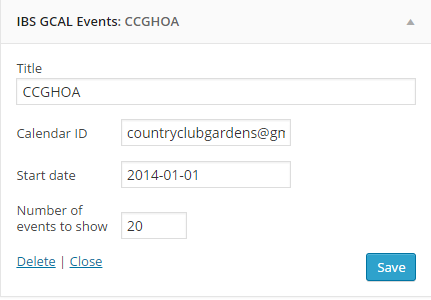 IBS GCAL Events: CCGHOA
Title
CCGHOA
Calendar ID countryclubgardens@gm
Start date 2014-01-01
Number of
events to show 20
Delete | Close Save